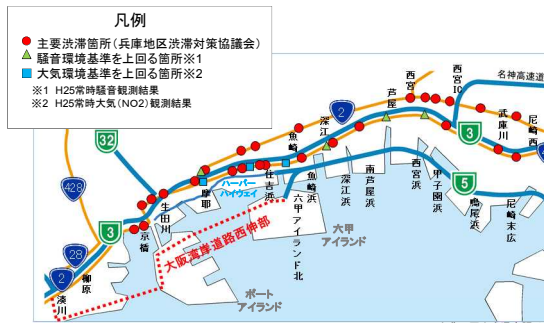 凡例
主要渋滞箇所(兵庫地区渋滞対策協議会)
騒音環境基準を上回る箇所※1
大気環境基準を上回る箇所※2
※1 H25常時騒音観測結果
※2 H25常時大気(NO2)観測結果
西宮
西宮IC
名神高速道
芦屋
2
深江
武庫川
尼崎西
魚崎
3
32
住吉浜
ハーバー
ハイウェイ
摩耶
魚崎浜
深江浜
南芦屋浜
西宮浜
甲子園浜
5
鳴尾浜
尼崎末広
428
生田川
六甲アイランド北
3
京橋
大阪湾岸道路西伸部
六甲
アイランド
28
柳原
2
湊川
ポート
アイランド